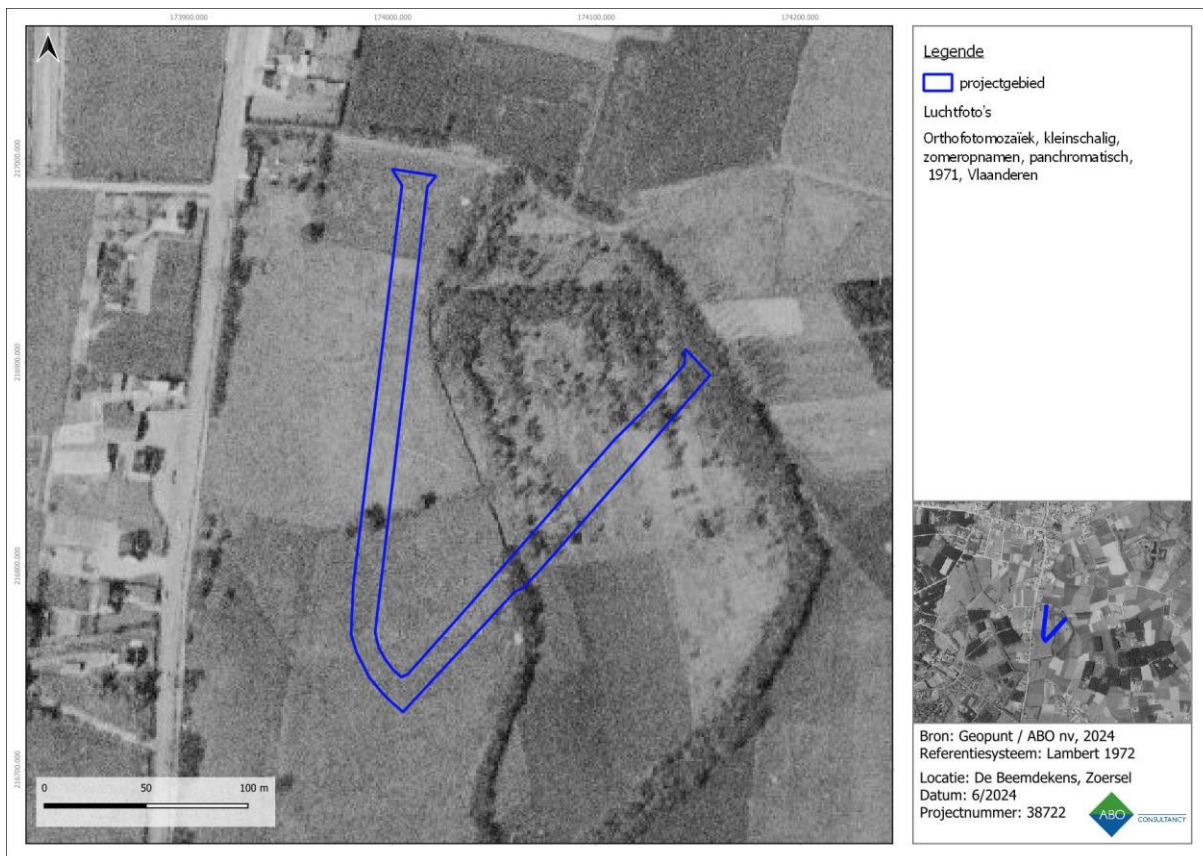 173900.000
174000.000
174100.000
174200.000
217000.000
216900.000
216800.000
216700.000
0
50
100 m
Legende
projectgebied
Luchtfoto's
Orthofotomozaïek, kleinschalig,
zomeropnamen, panchromatisch,
1971, Vlaanderen
Bron: Geopunt / ABO nv, 2024
Referentiesysteem: Lambert 1972
Locatie: De Beemdekens, Zoersel
Datum: 6/2024
Projectnummer: 38722
ABO
CONSULTANCY